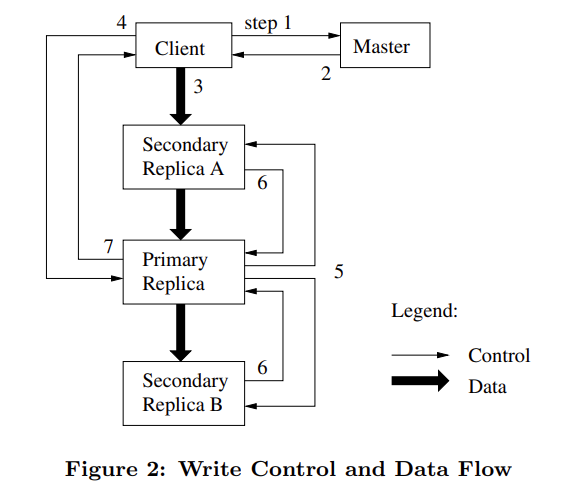 4
step 1
Client
Master
2
3
Secondary
Replica A
6
7
Primary
Replica
5
Legend:
Control
6
Secondary
Replica B
Data
Figure 2: Write Control and Data Flow